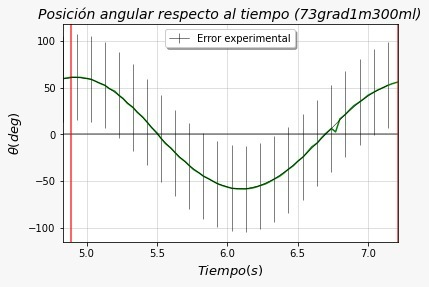 Posición angular respecto al tiempo (73grad1m300ml)
Error experimental
θ(deg)
100
50
0
−50
−100
5.0 5.5 6.0 6.5 7.0
Tiempo(s)